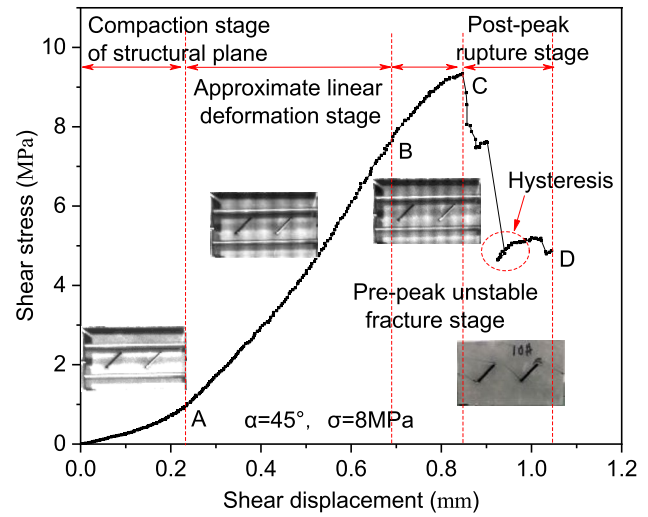 Compaction stage
of structural plane
Post-peak
rupture stage
Approximate linear
deformation stage
C
B
Hysteresis
D
Pre-peak unstable
fracture stage
A
α=45°, σ=8MPa
Shear stress (MPa)
10
8
6
4
2
0
0.0 0.2 0.4 0.6 0.8 1.0 1.2
Shear displacement (mm)